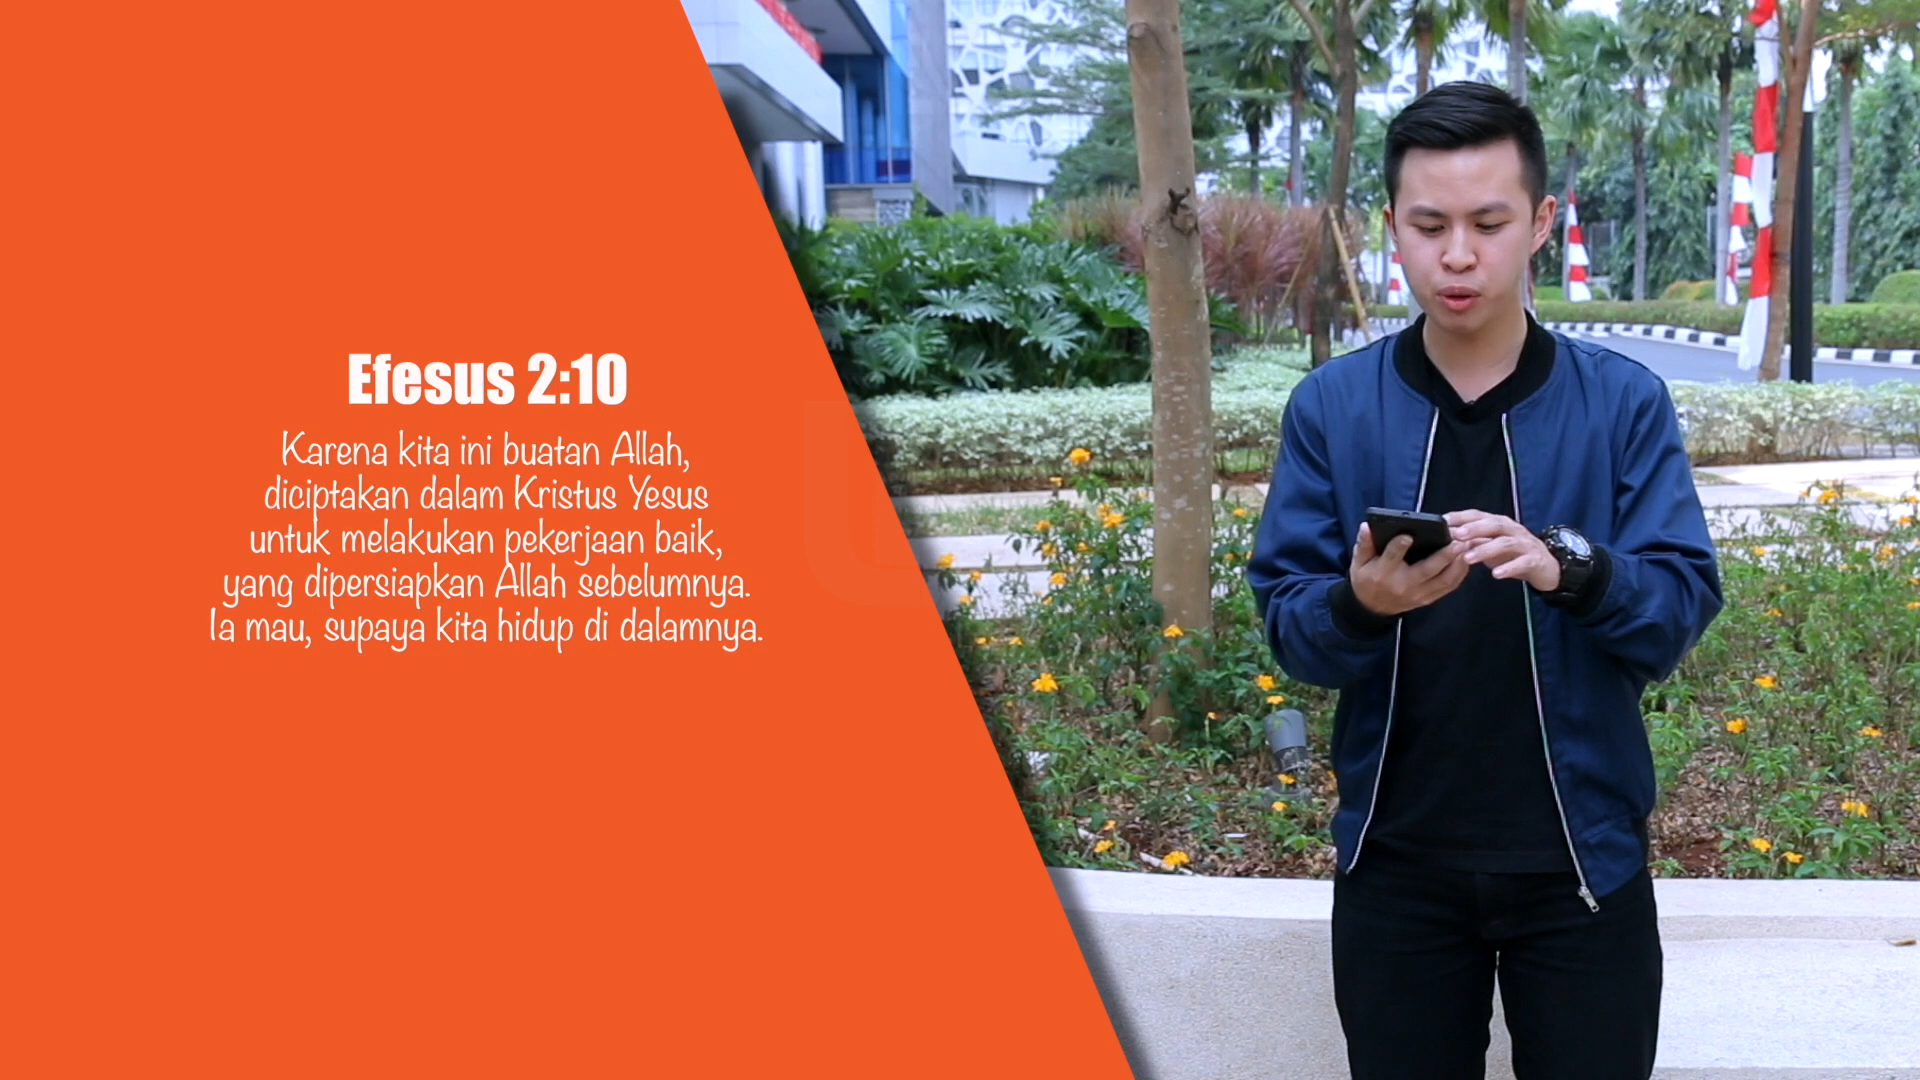 Efesus 2:10
Karena kita ini buatan Allah,
diciptakan dalam Kristus Yesus
untuk melakukan pekerjaan baik,
yang dipersiapkan Allah sebelumnya.
Ia mau, supaya kita hidup di dalamnya.